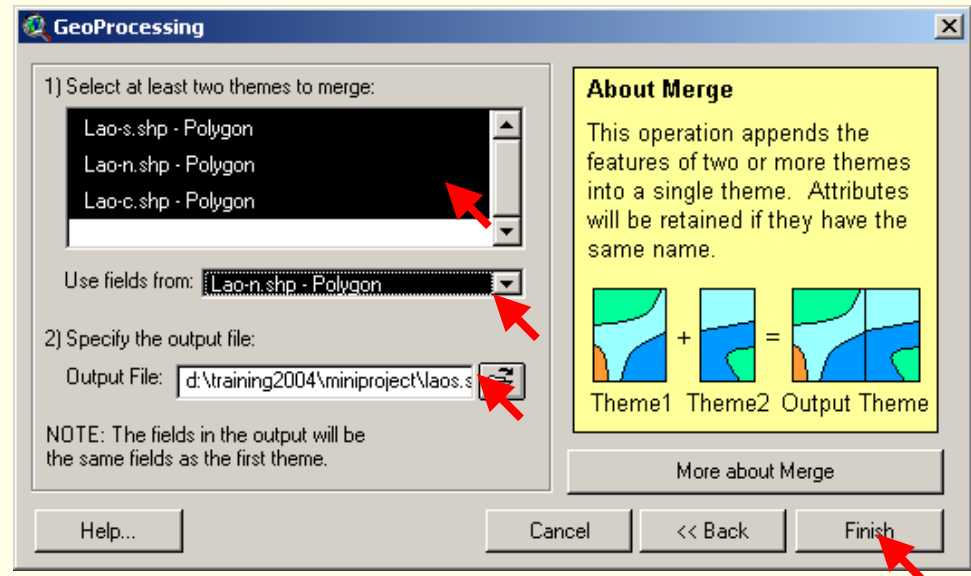 GeoProcessing
1) Select at least two themes to merge:
Lao-s.shp - Polygon
Lao-n.shp - Polygon
Lao-c.shp - Polygon
Use fields from: Lao-n.shp - Polygon
2) Specify the output file:
Output File: d:\training2004\miniproject\laos.s
NOTE: The fields in the output will be
the same fields as the first theme.
About Merge
This operation appends the
features of two or more themes
into a single theme. Attributes
will be retained if they have the
same name.
+ =
Theme1 Theme2 Output Theme
More about Merge
Help... Cancel << Back Finish